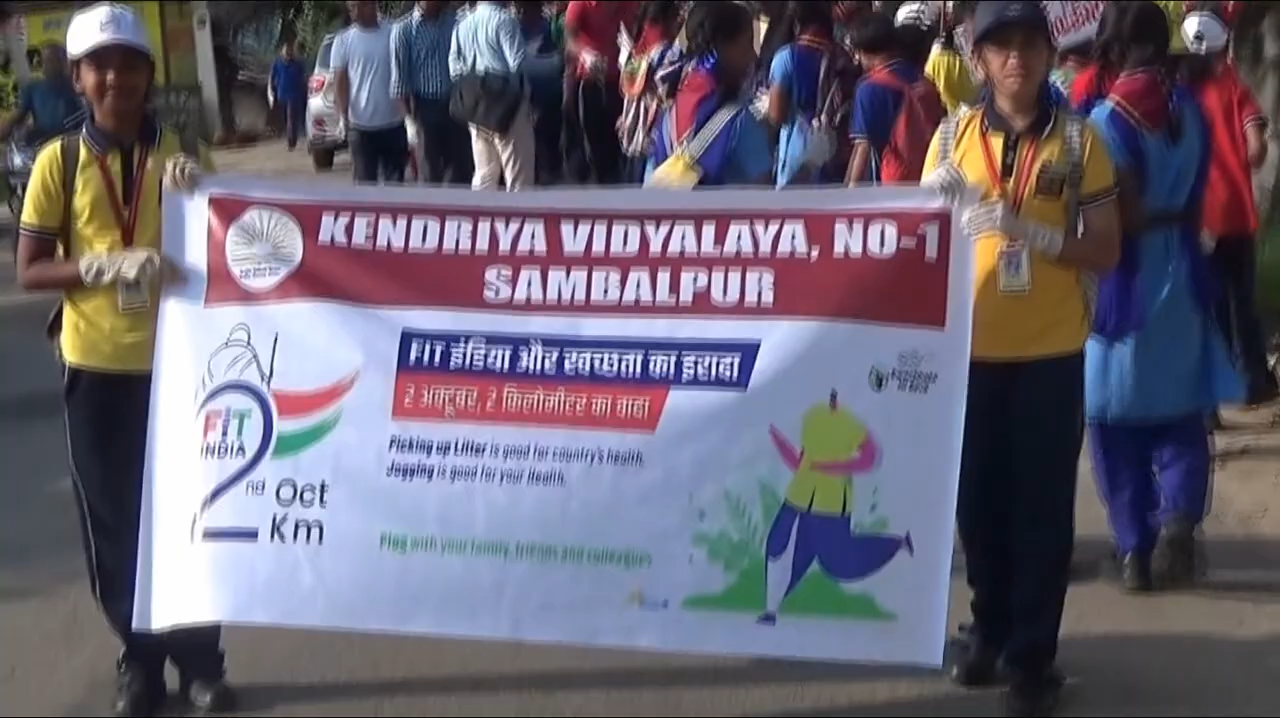 KENDRIYA VIDYALAYA, NO-1
SAMBALPUR
FIT इंडिया और स्वच्छता का इरादा
2 अक्टूबर, 2 किलोमीटर का वादा
Picking up Litter is good for country's health.
Jogging is good for your Health.
FIT
INDIA
2nd Oct
Km
Plog with your family, friends and colleagues